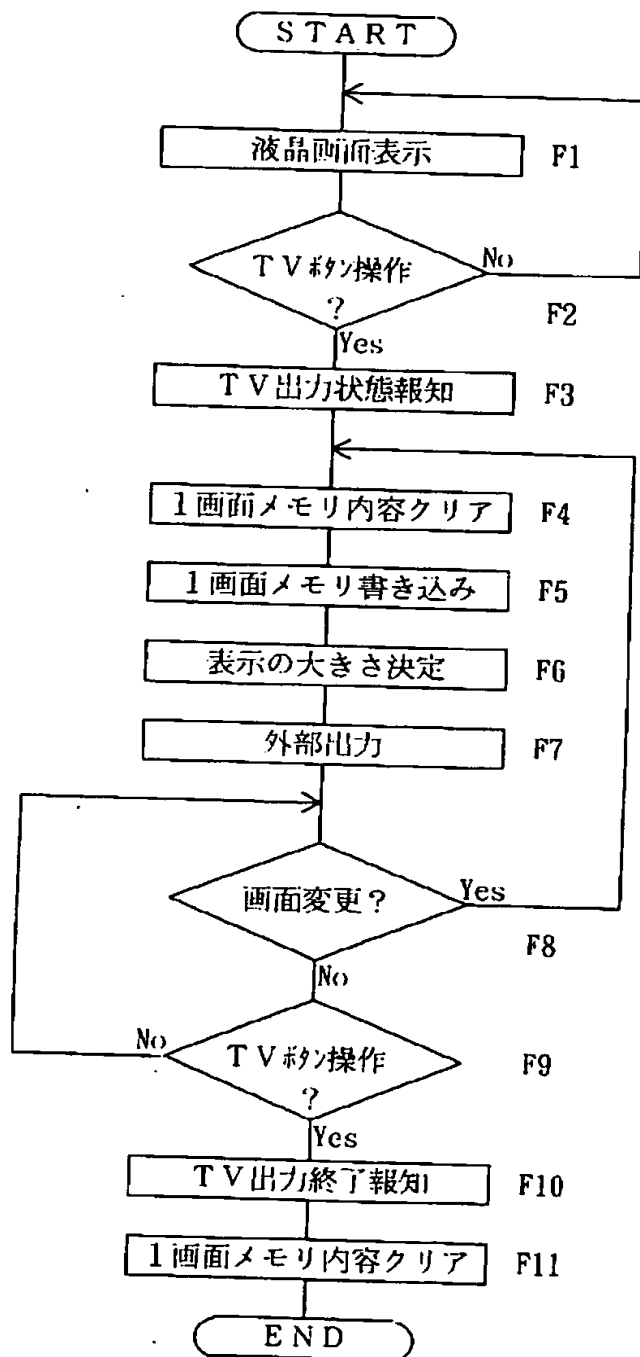 START
液晶画面表示 F1
TVボタン操作 No
? F2
Yes
TV出力状態報知 F3
1画面メモリ内容クリア F4
1画面メモリ書き込み F5
表示の大きさ決定 F6
外部出力 F7
画面変更? Yes
F8
No
No TVボタン操作 F9
?
Yes
TV出力終了報知 F10
1画面メモリ内容クリア F11
END